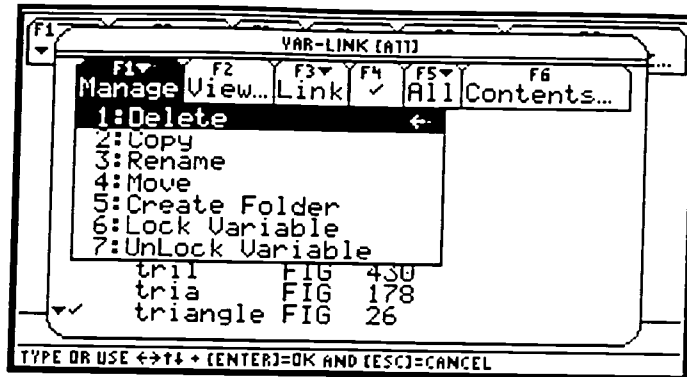 F1
VAR-LINK [All]
F1▼ F2 F3▼ F4 F5▼ F6
Manage View... Link ✓ All Contents...
1:Delete ←
2:Copy
3:Rename
4:Move
5:Create Folder
6:Lock Variable
7:UnLock Variable
tril FIG 430
tria FIG 178
▼✓ triangle FIG 26
TYPE OR USE ←→↑↓ + [ENTER]=OK AND [ESC]=CANCEL